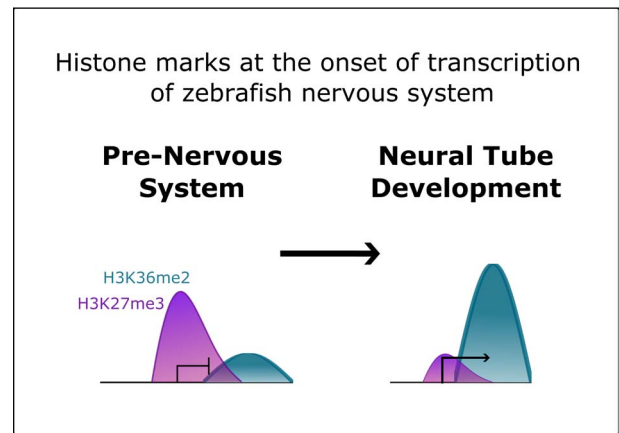 Histone marks at the onset of transcription
of zebrafish nervous system
Pre-Nervous
System
Neural Tube
Development
H3K36me2
H3K27me3